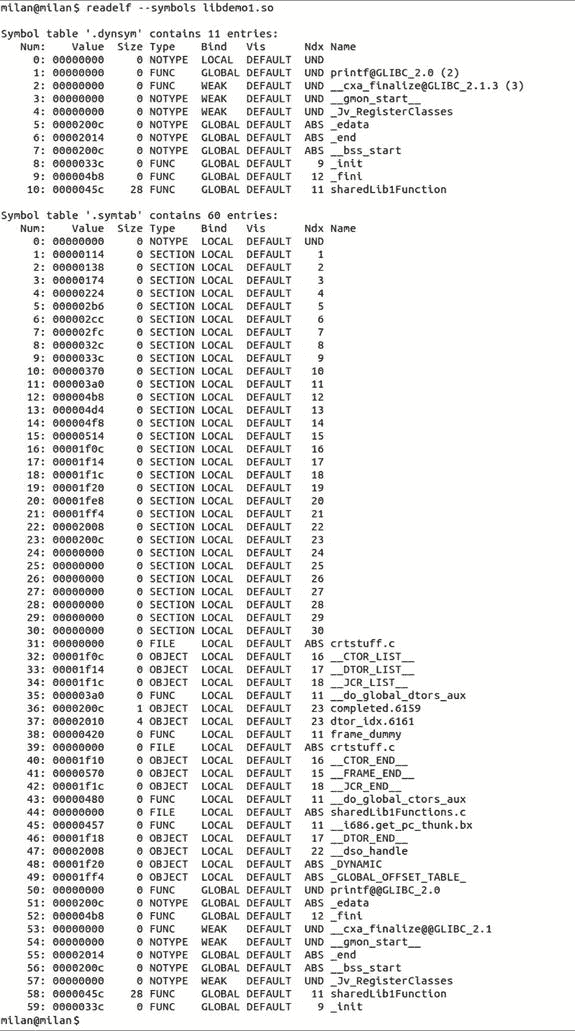 milan@milan$ readelf --symbols libdemo1.so
Symbol table '.dynsym' contains 11 entries:
Num: Value Size Type Bind Vis Ndx Name
0: 00000000 0 NOTYPE LOCAL DEFAULT UND
1: 00000000 0 FUNC GLOBAL DEFAULT UND printf@GLIBC_2.0 (2)
2: 00000000 0 FUNC WEAK DEFAULT UND __cxa_finalize@GLIBC_2.1.3 (3)
3: 00000000 0 NOTYPE WEAK DEFAULT UND __gmon_start__
4: 00000000 0 NOTYPE WEAK DEFAULT UND _Jv_RegisterClasses
5: 0000200c 0 NOTYPE GLOBAL DEFAULT ABS _edata
6: 00002014 0 NOTYPE GLOBAL DEFAULT ABS _end
7: 0000200c 0 NOTYPE GLOBAL DEFAULT ABS __bss_start
8: 0000033c 0 FUNC GLOBAL DEFAULT 9 _init
9: 000004b8 0 FUNC GLOBAL DEFAULT 12 _fini
10: 0000045c 28 FUNC GLOBAL DEFAULT 11 sharedLib1Function
Symbol table '.symtab' contains 60 entries:
Num: Value Size Type Bind Vis Ndx Name
0: 00000000 0 NOTYPE LOCAL DEFAULT UND
1: 00000114 0 SECTION LOCAL DEFAULT 1
2: 00000138 0 SECTION LOCAL DEFAULT 2
3: 00000174 0 SECTION LOCAL DEFAULT 3
4: 00000224 0 SECTION LOCAL DEFAULT 4
5: 000002b6 0 SECTION LOCAL DEFAULT 5
6: 000002cc 0 SECTION LOCAL DEFAULT 6
7: 000002fc 0 SECTION LOCAL DEFAULT 7
8: 0000032c 0 SECTION LOCAL DEFAULT 8
9: 0000033c 0 SECTION LOCAL DEFAULT 9
10: 00000370 0 SECTION LOCAL DEFAULT 10
11: 000003a0 0 SECTION LOCAL DEFAULT 11
12: 000004b8 0 SECTION LOCAL DEFAULT 12
13: 000004d4 0 SECTION LOCAL DEFAULT 13
14: 000004f8 0 SECTION LOCAL DEFAULT 14
15: 00000514 0 SECTION LOCAL DEFAULT 15
16: 00001f0c 0 SECTION LOCAL DEFAULT 16
17: 00001f14 0 SECTION LOCAL DEFAULT 17
18: 00001f1c 0 SECTION LOCAL DEFAULT 18
19: 00001f20 0 SECTION LOCAL DEFAULT 19
20: 00001fe8 0 SECTION LOCAL DEFAULT 20
21: 00001ff4 0 SECTION LOCAL DEFAULT 21
22: 00002008 0 SECTION LOCAL DEFAULT 22
23: 0000200c 0 SECTION LOCAL DEFAULT 23
24: 00000000 0 SECTION LOCAL DEFAULT 24
25: 00000000 0 SECTION LOCAL DEFAULT 25
26: 00000000 0 SECTION LOCAL DEFAULT 26
27: 00000000 0 SECTION LOCAL DEFAULT 27
28: 00000000 0 SECTION LOCAL DEFAULT 28
29: 00000000 0 SECTION LOCAL DEFAULT 29
30: 00000000 0 SECTION LOCAL DEFAULT 30
31: 00000000 0 FILE LOCAL DEFAULT ABS crtstuff.c
32: 00001f0c 0 OBJECT LOCAL DEFAULT 16 __CTOR_LIST__
33: 00001f14 0 OBJECT LOCAL DEFAULT 17 __DTOR_LIST__
34: 00001f1c 0 OBJECT LOCAL DEFAULT 18 __JCR_LIST__
35: 000003a0 0 FUNC LOCAL DEFAULT 11 __do_global_dtors_aux
36: 0000200c 1 OBJECT LOCAL DEFAULT 23 completed.6159
37: 00002010 4 OBJECT LOCAL DEFAULT 23 dtor_idx.6161
38: 00000420 0 FUNC LOCAL DEFAULT 11 frame_dummy
39: 00000000 0 FILE LOCAL DEFAULT ABS crtstuff.c
40: 00001f10 0 OBJECT LOCAL DEFAULT 16 __CTOR_END__
41: 00000570 0 OBJECT LOCAL DEFAULT 15 __FRAME_END__
42: 00001f1c 0 OBJECT LOCAL DEFAULT 18 __JCR_END__
43: 00000480 0 FUNC LOCAL DEFAULT 11 __do_global_ctors_aux
44: 00000000 0 FILE LOCAL DEFAULT ABS sharedLib1Functions.c
45: 00000457 0 FUNC LOCAL DEFAULT 11 __i686.get_pc_thunk.bx
46: 00001f18 0 OBJECT LOCAL DEFAULT 17 __DTOR_END__
47: 00002008 0 OBJECT LOCAL DEFAULT 22 __dso_handle
48: 00001f20 0 OBJECT LOCAL DEFAULT ABS _DYNAMIC
49: 00001ff4 0 OBJECT LOCAL DEFAULT ABS _GLOBAL_OFFSET_TABLE_
50: 00000000 0 FUNC GLOBAL DEFAULT UND printf@@GLIBC_2.0
51: 0000200c 0 NOTYPE GLOBAL DEFAULT ABS _edata
52: 000004b8 0 FUNC GLOBAL DEFAULT 12 _fini
53: 00000000 0 FUNC WEAK DEFAULT UND __cxa_finalize@@GLIBC_2.1
54: 00000000 0 NOTYPE WEAK DEFAULT UND __gmon_start__
55: 00002014 0 NOTYPE GLOBAL DEFAULT ABS _end
56: 0000200c 0 NOTYPE GLOBAL DEFAULT ABS __bss_start
57: 00000000 0 NOTYPE WEAK DEFAULT UND _Jv_RegisterClasses
58: 0000045c 28 FUNC GLOBAL DEFAULT 11 sharedLib1Function
59: 0000033c 0 FUNC GLOBAL DEFAULT 9 _init
milan@milan$